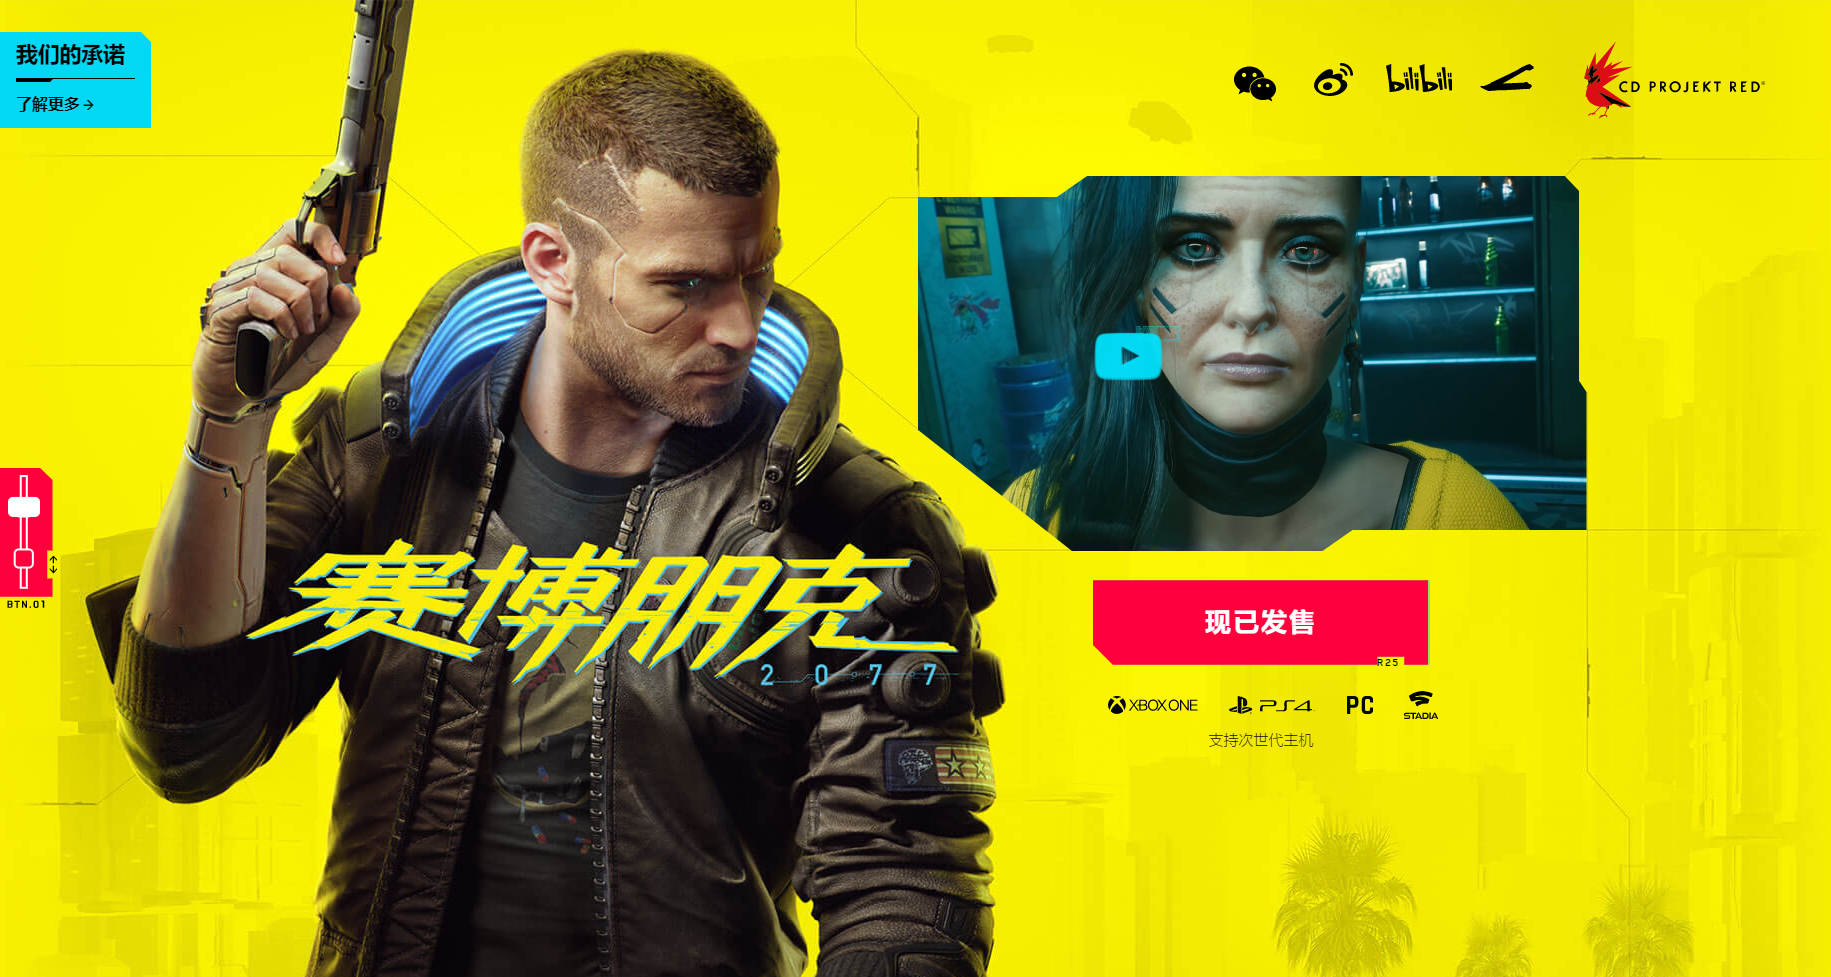 我们的承诺
了解更多→
bilibili
CD PROJEKT RED
BTN.01
赛博朋克
2077
现已发售
R25
XBOX ONE
PS4
PC
STADIA
支持次世代主机